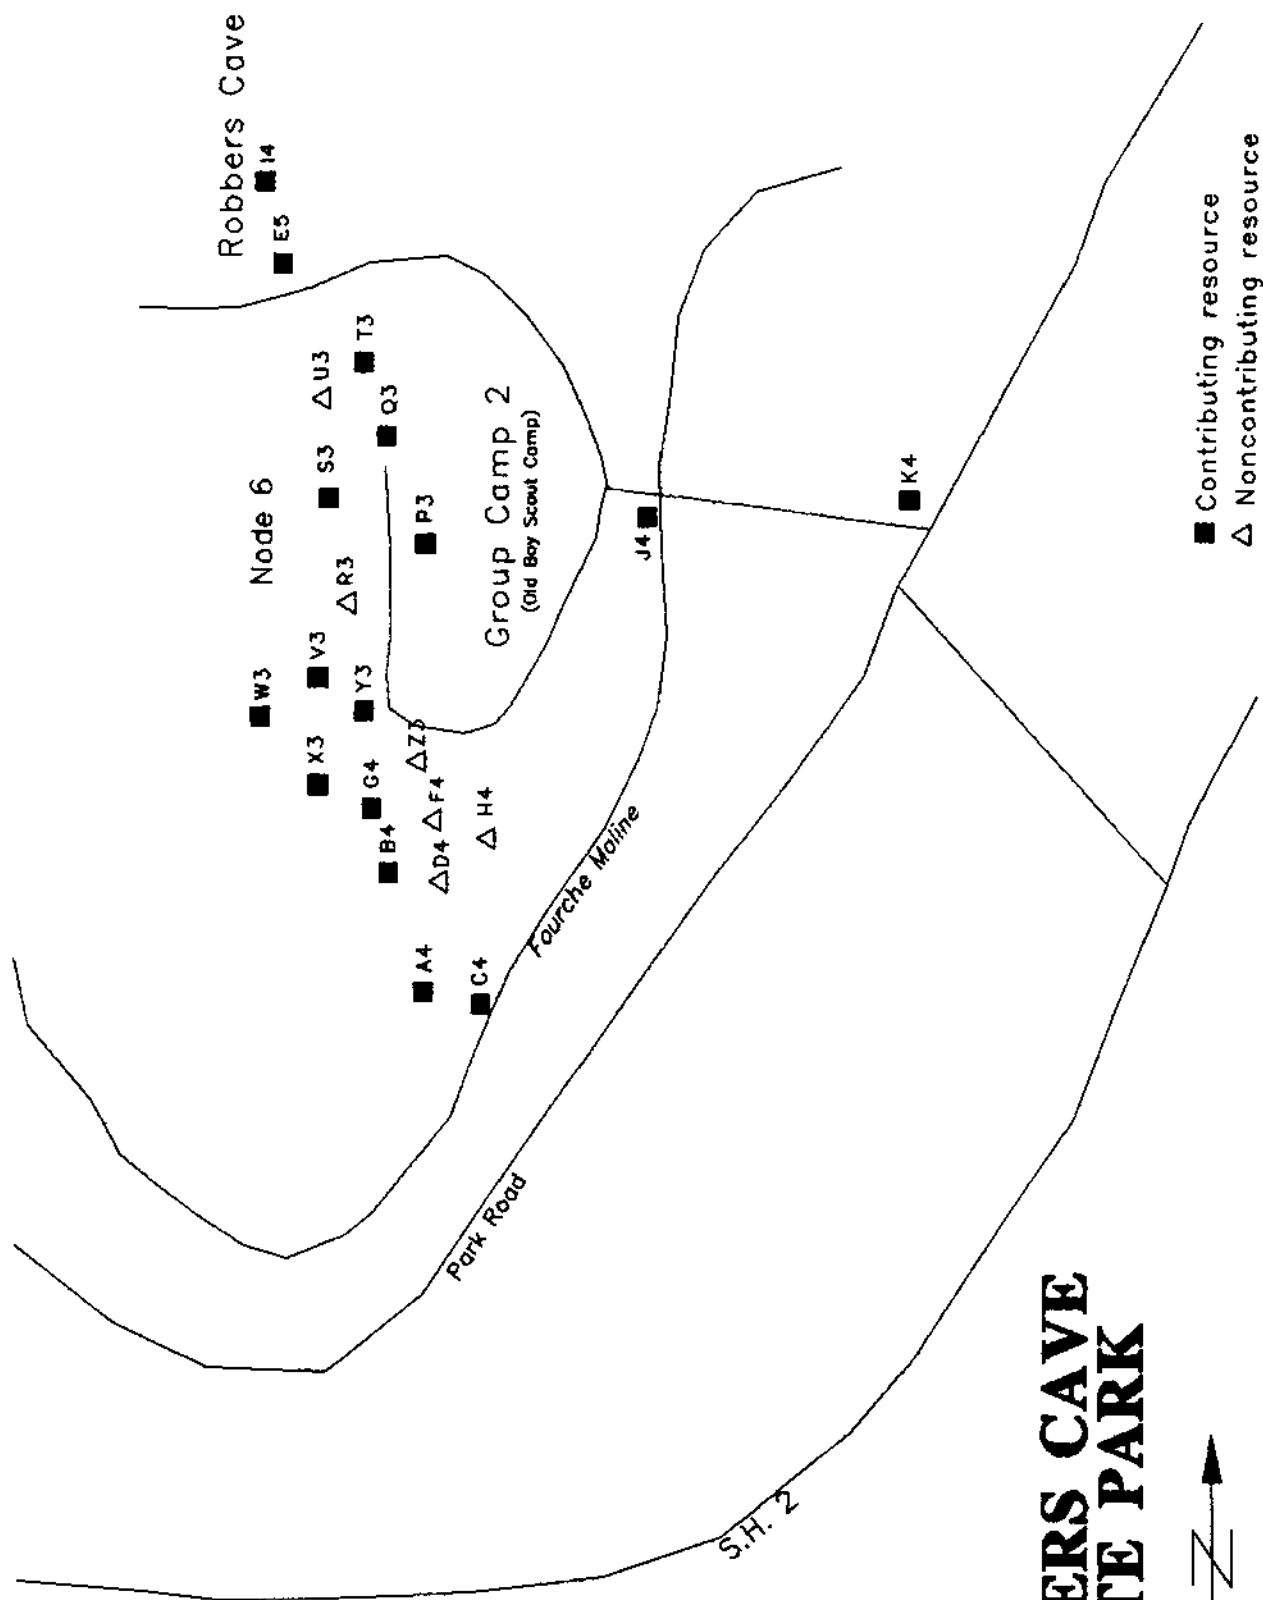 Robbers Cave
I4
E5
Node 6
U3
T3
S3
Q3
R3
P3
Group Camp 2
(Old Boy Scout Camp)
W3
V3
Y3
X3
G4
Z3
B4
F4
D4
H4
A4
C4
J4
K4
Fourche Maline
Park Road
S.H. 2
Contributing resource
Noncontributing resource
ERS CAVE
TE PARK
N